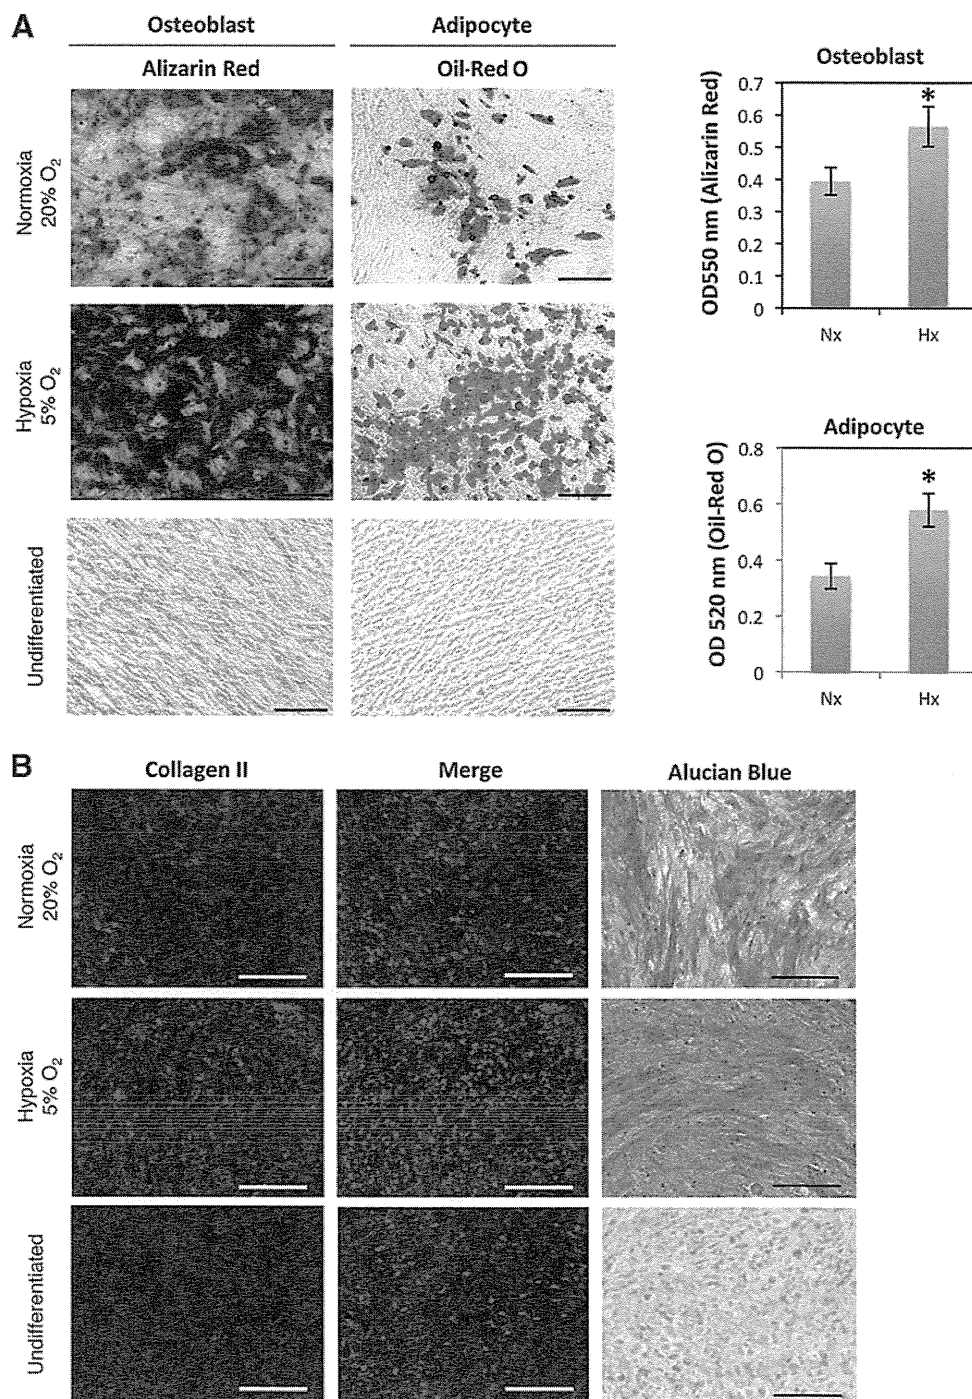 A
Osteoblast
Adipocyte
Alizarin Red
Oil-Red O
Normoxia
20% O₂
Hypoxia
5% O₂
Undifferentiated
Osteoblast
OD550 nm (Alizarin Red)
0.7
0.6
0.5
0.4
0.3
0.2
0.1
0
*
Nx
Hx
Adipocyte
OD 520 nm (Oil-Red O)
0.8
0.6
0.4
0.2
0
*
Nx
Hx
B
Collagen II
Merge
Alucian Blue
Normoxia
20% O₂
Hypoxia
5% O₂
Undifferentiated